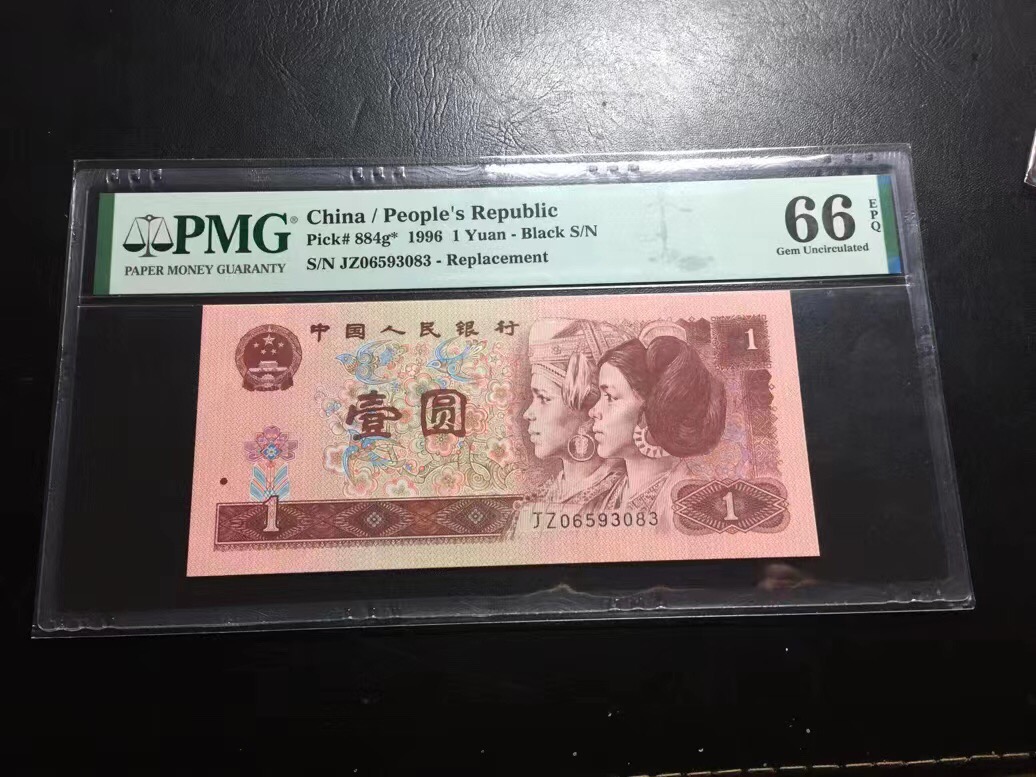 PMG®
PAPER MONEY GUARANTY
China / People's Republic
Pick# 884g* 1996 1 Yuan - Black S/N
S/N JZ06593083 - Replacement
66
EPQ
Gem Uncirculated
中国人民银行
1
壹圆
1
JZ06593083
1